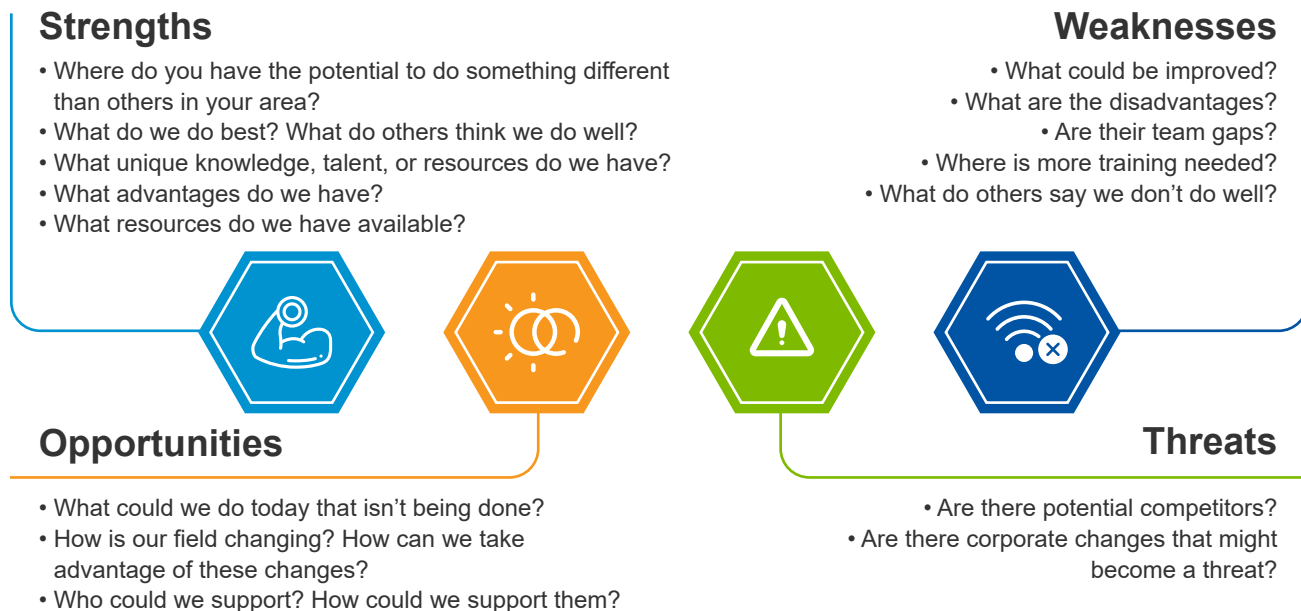 Strengths
• Where do you have the potential to do something different
than others in your area?
• What do we do best? What do others think we do well?
• What unique knowledge, talent, or resources do we have?
• What advantages do we have?
• What resources do we have available?
Weaknesses
• What could be improved?
• What are the disadvantages?
• Are their team gaps?
• Where is more training needed?
• What do others say we don’t do well?
Opportunities
• What could we do today that isn’t being done?
• How is our field changing? How can we take
advantage of these changes?
• Who could we support? How could we support them?
Threats
• Are there potential competitors?
• Are there corporate changes that might
become a threat?